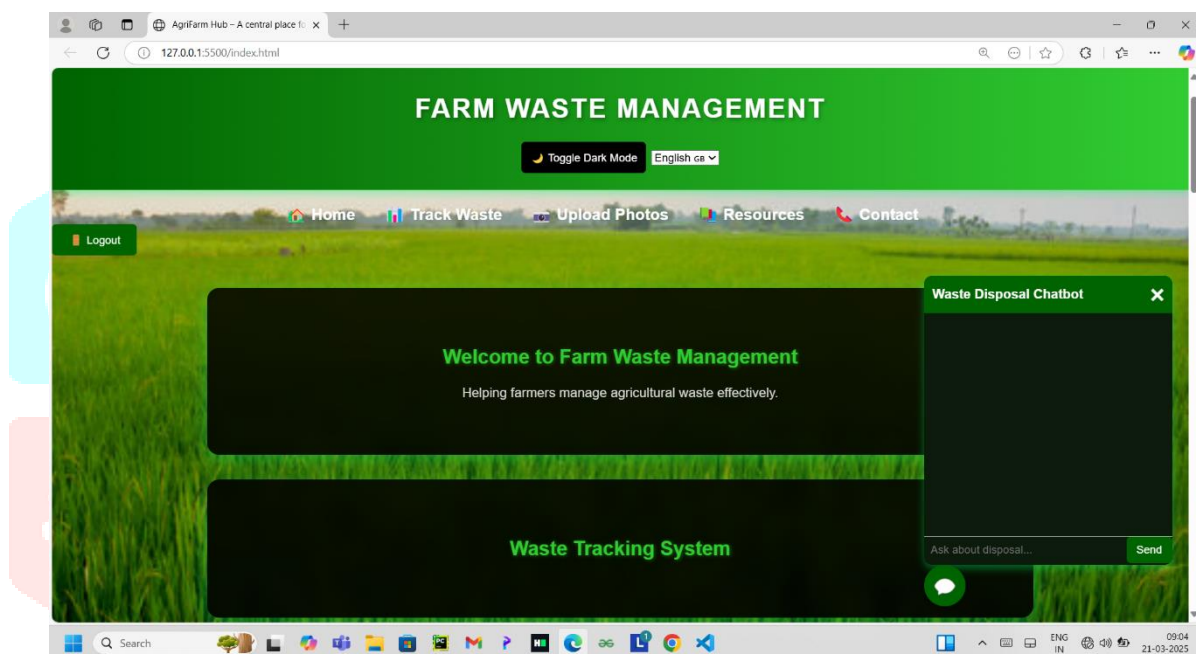 AgriFarm Hub – A central place fo
127.0.0.1:5500/index.html
FARM WASTE MANAGEMENT
Toggle Dark Mode English GB
Home Track Waste Upload Photos Resources Contact
Logout
Waste Disposal Chatbot
Welcome to Farm Waste Management
Helping farmers manage agricultural waste effectively.
Waste Tracking System
Ask about disposal... Send
Search
ENG
IN
09:04
21-03-2025